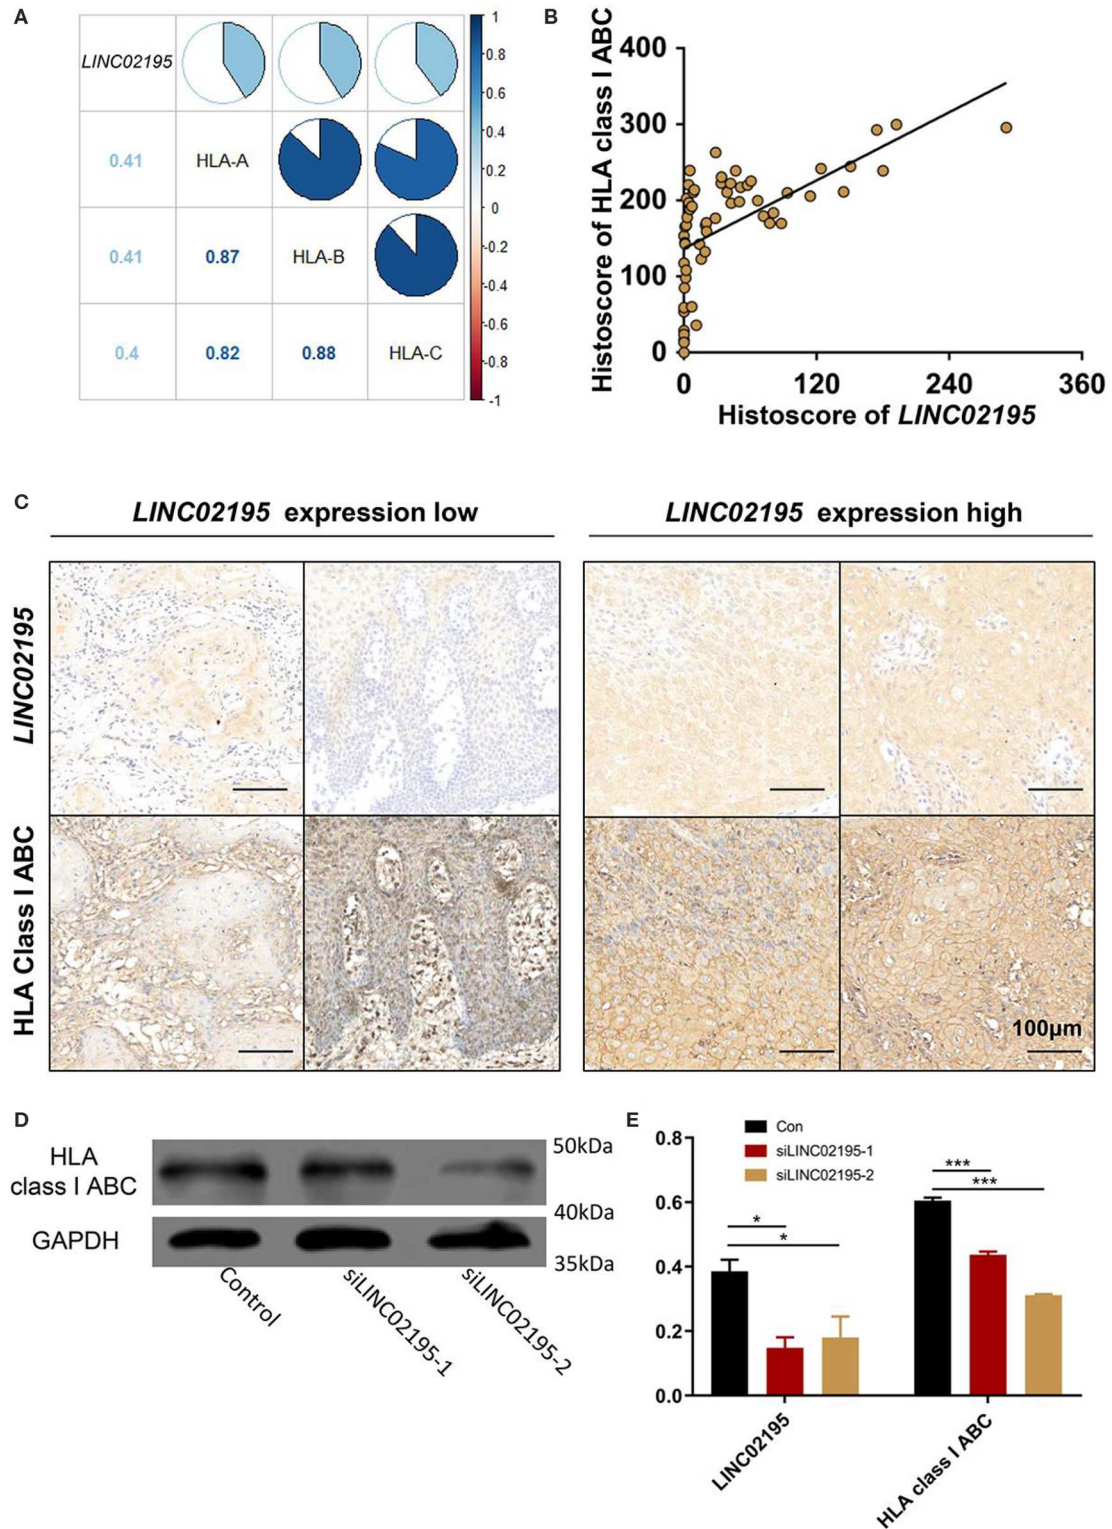 A
LINC02195
0.41
HLA-A
0.41
0.87
HLA-B
0.4
0.82
0.88
HLA-C
1
0.8
0.6
0.4
0.2
0
-0.2
-0.4
-0.6
-0.8
-1
B
Histoscore of HLA class I ABC
400
300
200
100
0
0
120
240
360
Histoscore of LINC02195
C
LINC02195 expression low
LINC02195 expression high
LINC02195
HLA Class I ABC
100μm
D
HLA
class I ABC
GAPDH
50kDa
40kDa
35kDa
Control
siLINC02195-1
siLINC02195-2
E
Con
siLINC02195-1
siLINC02195-2
0.8
0.6
0.4
0.2
0.0
*
*
***
***
LINC02195
HLA class I ABC